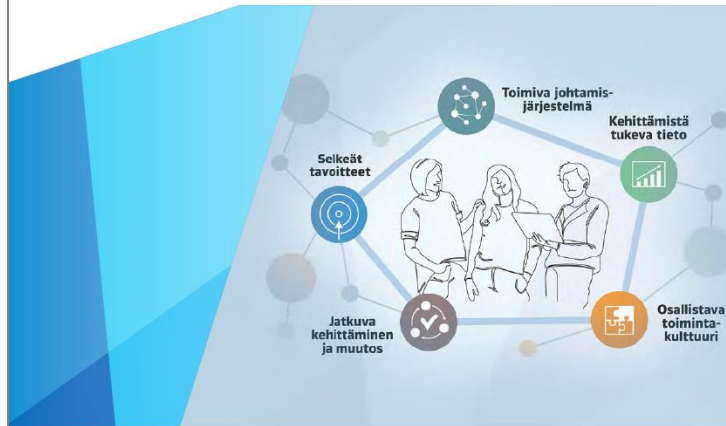 Toimiva johtamis-
järjestelmä
Kehittämistä
tukeva tieto
Selkeät
tavoitteet
Osallistava
toiminta-
kulttuuri
Jatkuva
kehittäminen
ja muutos